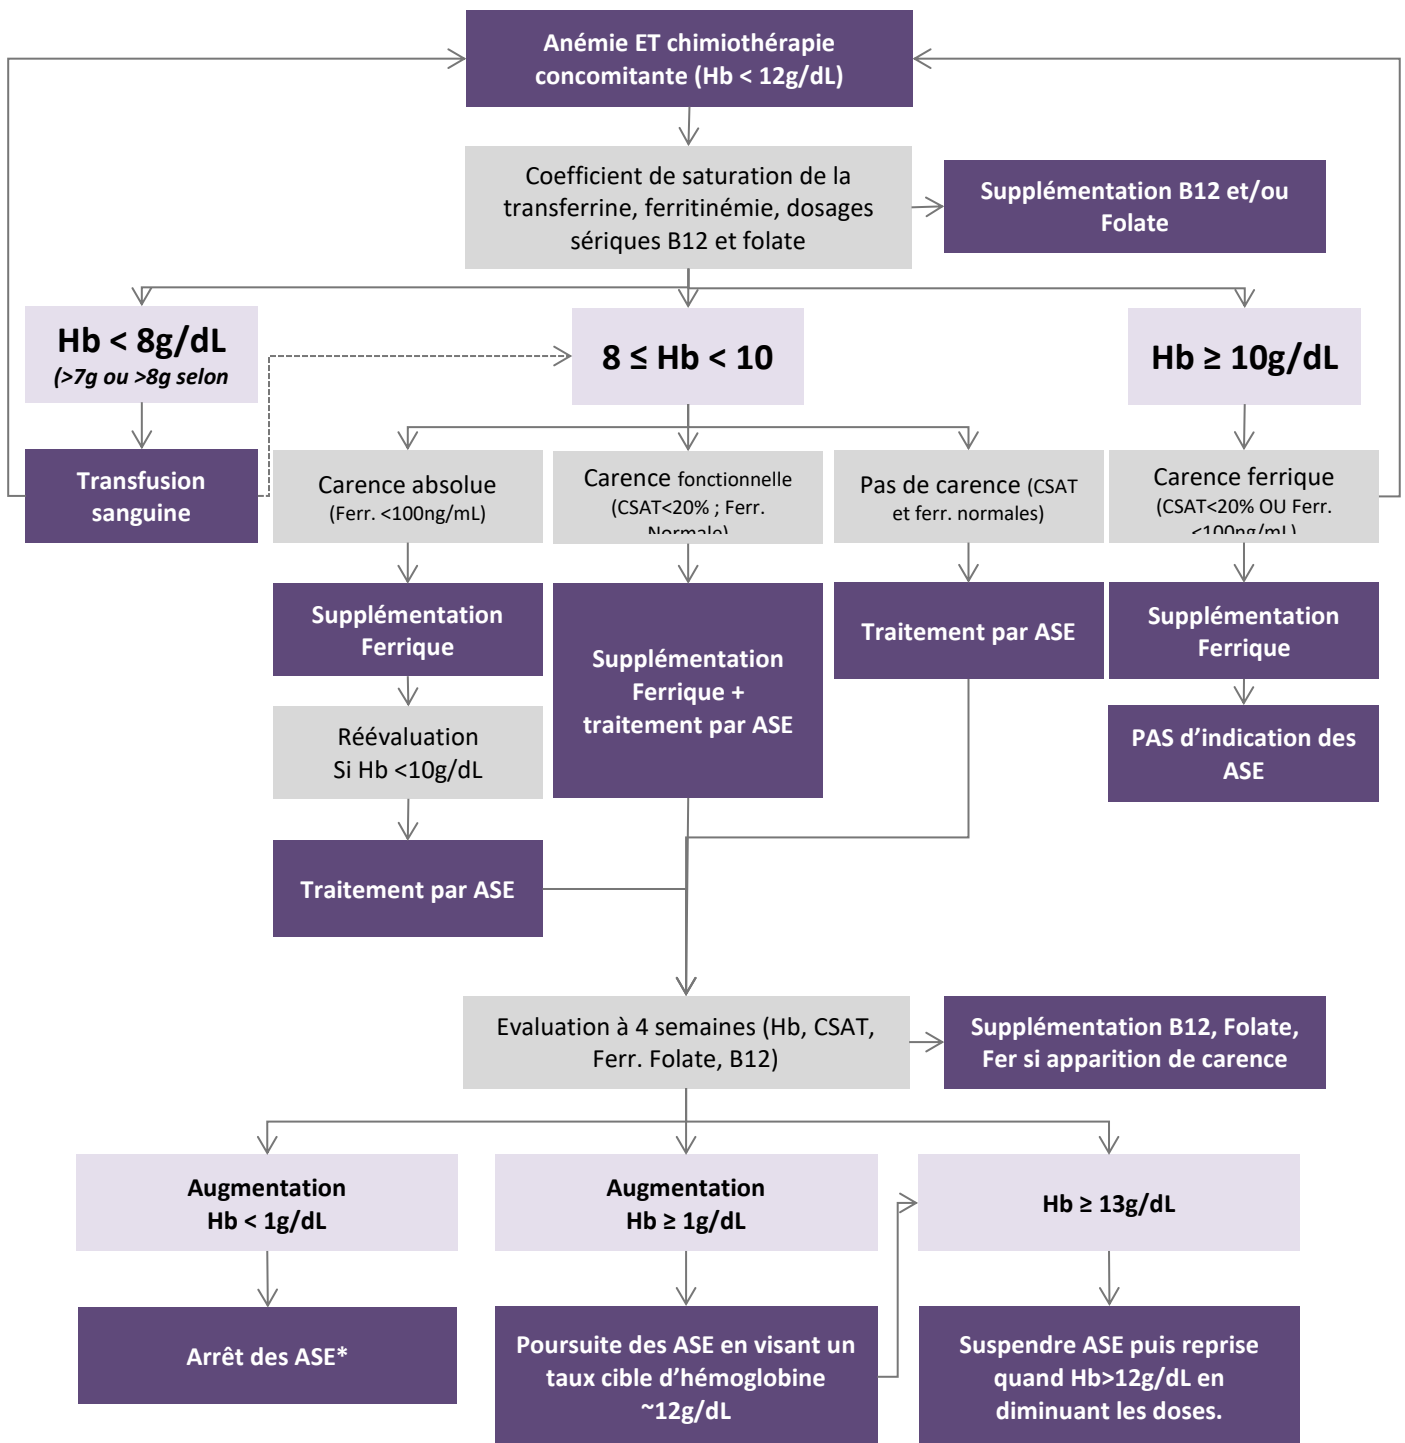 Anémie ET chimiothérapie
concomitante (Hb < 12g/dL)
Coefficient de saturation de la
transferrine, ferritinémie, dosages
sériques B12 et folate
Supplémentation B12 et/ou
Folate
Hb < 8g/dL
(>7g ou >8g selon
8 ≤ Hb < 10
Hb ≥ 10g/dL
Transfusion
sanguine
Carence absolue
(Ferr. <100ng/mL)
Carence fonctionnelle
(CSAT<20% ; Ferr.
Normale)
Pas de carence (CSAT
et ferr. normales)
Carence ferrique
(CSAT<20% OU Ferr.
<100ng/mL)
Supplémentation
Ferrique
Supplémentation
Ferrique +
traitement par ASE
Traitement par ASE
Supplémentation
Ferrique
Réévaluation
Si Hb <10g/dL
PAS d’indication des
ASE
Traitement par ASE
Evaluation à 4 semaines (Hb, CSAT,
Ferr. Folate, B12)
Supplémentation B12, Folate,
Fer si apparition de carence
Augmentation
Hb < 1g/dL
Augmentation
Hb ≥ 1g/dL
Hb ≥ 13g/dL
Arrêt des ASE*
Poursuite des ASE en visant un
taux cible d’hémoglobine
~12g/dL
Suspendre ASE puis reprise
quand Hb>12g/dL en
diminuant les doses.